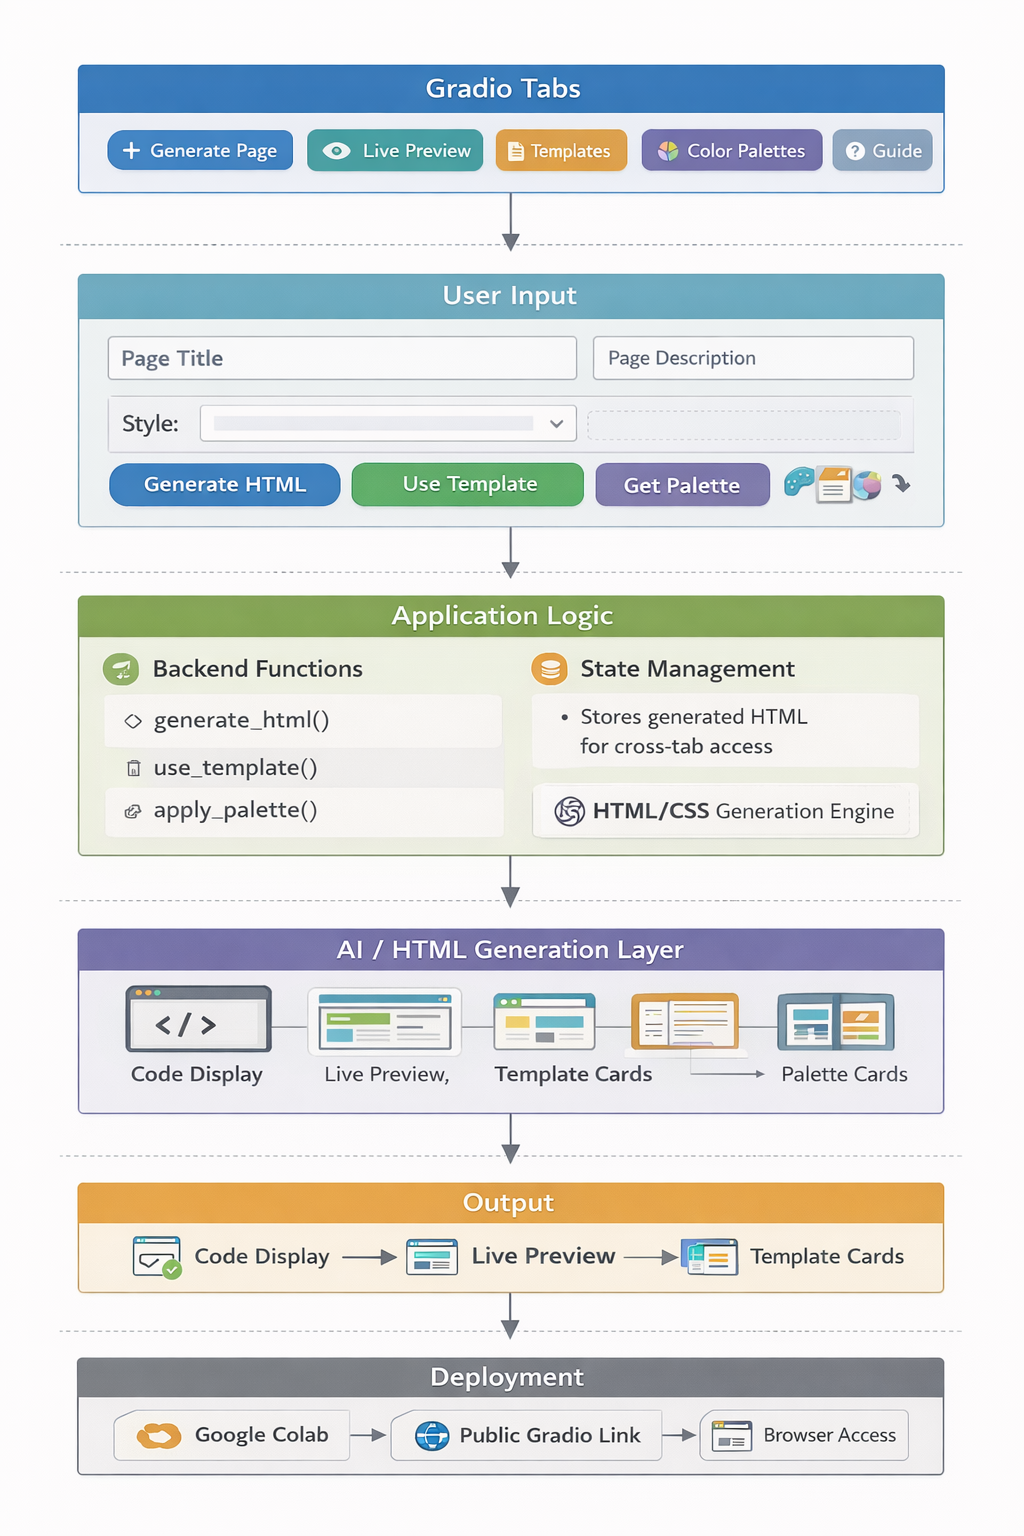 Gradio Tabs
Generate Page
Live Preview
Templates
Color Palettes
? Guide
User Input
Page Title
Page Description
Style:
Generate HTML
Use Template
Get Palette
Application Logic
Backend Functions
generate_html()
use_template()
apply_palette()
State Management
• Stores generated HTML
for cross-tab access
HTML/CSS Generation Engine
AI / HTML Generation Layer
</>
Code Display
Live Preview,
Template Cards
Palette Cards
Output
Code Display
Live Preview
Template Cards
Deployment
Google Colab
Public Gradio Link
Browser Access